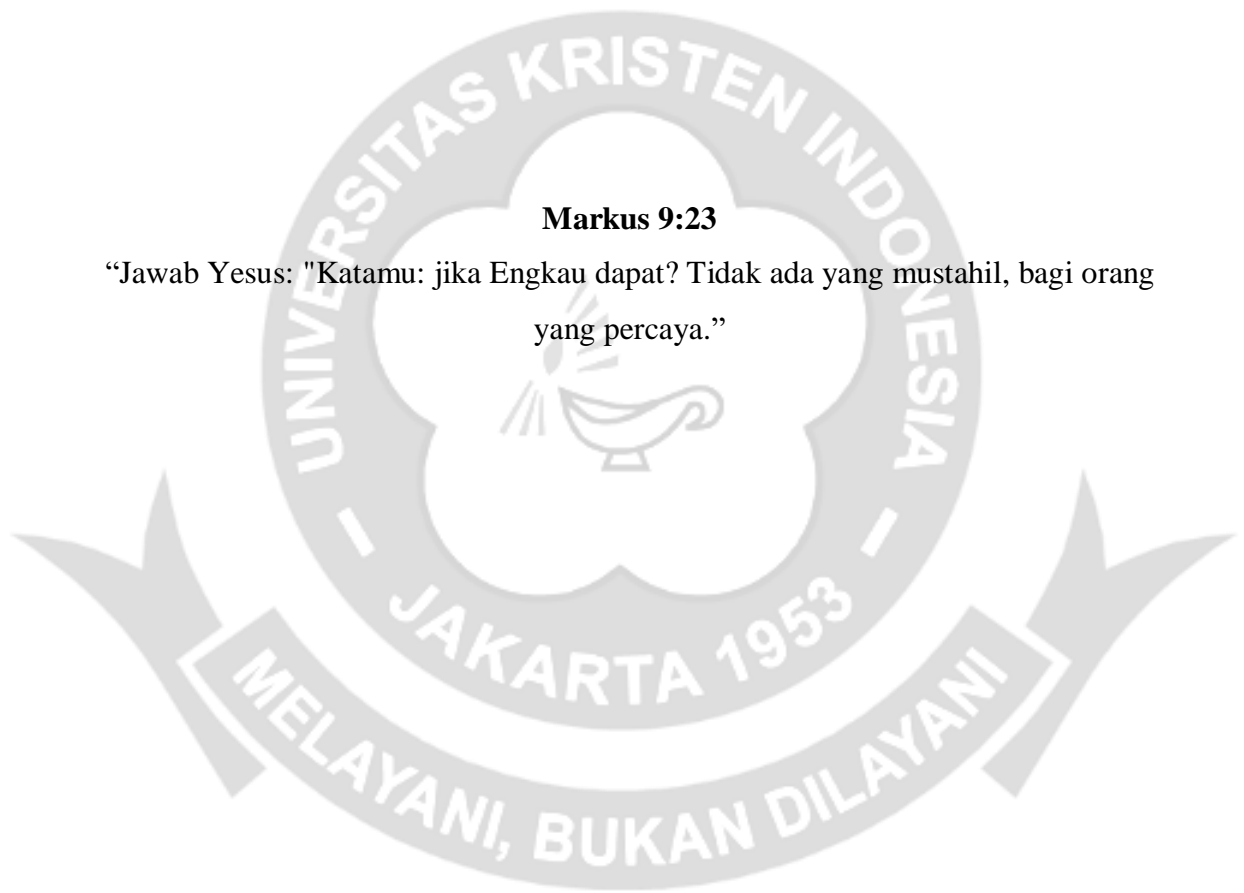 UNIVERSITAS KRISTEN INDONESIA
Markus 9:23
“Jawab Yesus: "Katamu: jika Engkau dapat? Tidak ada yang mustahil, bagi orang
yang percaya.”
- JAKARTA 1953 -
MELAYANI, BUKAN DILAYANI